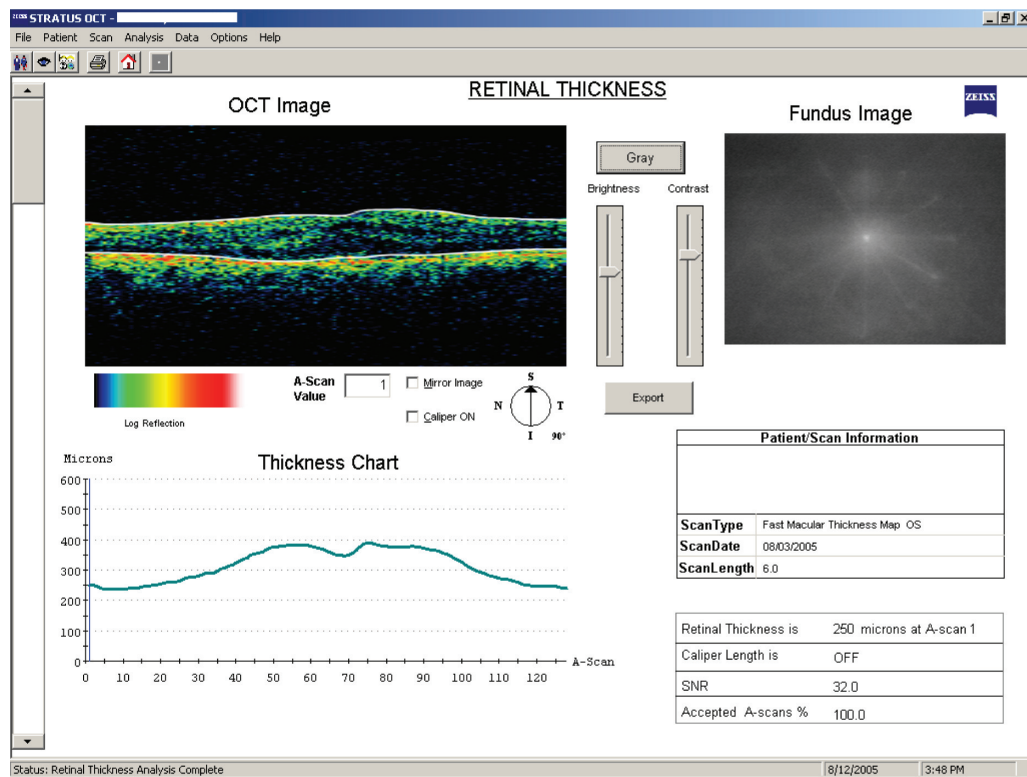 ZEISS STRATUS OCT -
File Patient Scan Analysis Data Options Help
RETINAL THICKNESS
OCT Image
Fundus Image
ZEISS
Gray
Brightness Contrast
Log Reflection
A-Scan Value 1
Mirror Image
Caliper ON
S
N T
I 90°
Export
Thickness Chart
Microns
600
500
400
300
200
100
0
0 10 20 30 40 50 60 70 80 90 100 110 120
A-Scan
Patient/Scan Information
ScanType Fast Macular Thickness Map OS
ScanDate 08/03/2005
ScanLength 6.0
Retinal Thickness is 250 microns at A-scan 1
Caliper Length is OFF
SNR 32.0
Accepted A-scans % 100.0
Status: Retinal Thickness Analysis Complete 8/12/2005 3:48 PM